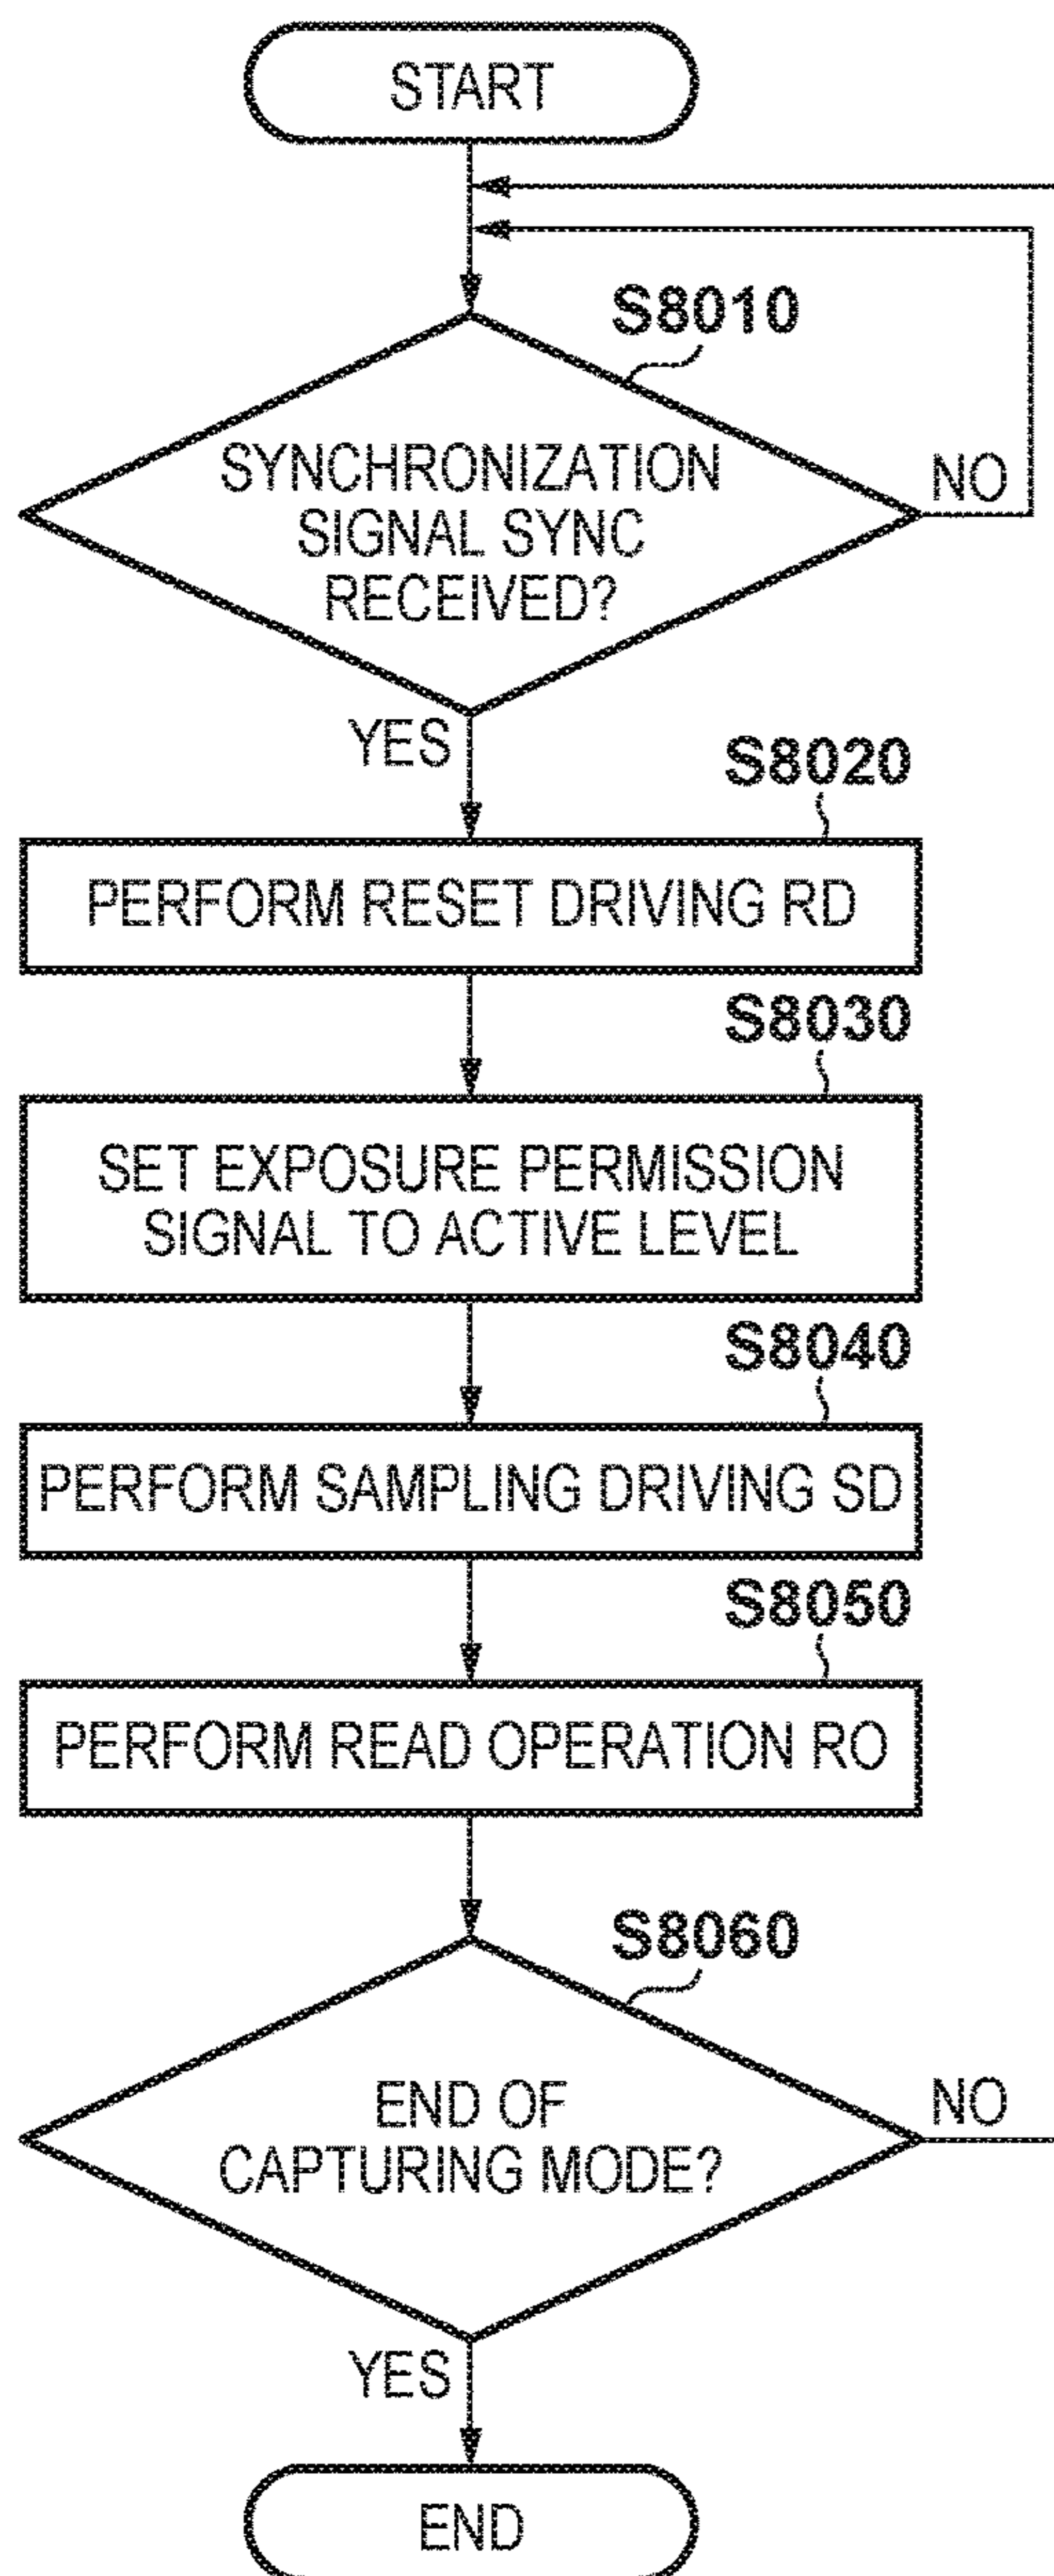 START
S8010
SYNCHRONIZATION
SIGNAL SYNC
RECEIVED?
NO
YES
S8020
PERFORM RESET DRIVING RD
S8030
SET EXPOSURE PERMISSION
SIGNAL TO ACTIVE LEVEL
S8040
PERFORM SAMPLING DRIVING SD
S8050
PERFORM READ OPERATION RO
S8060
END OF
CAPTURING MODE?
NO
YES
END